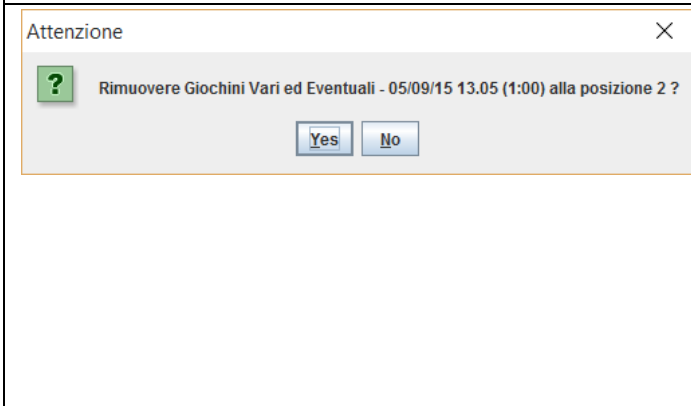 Attenzione
?
Rimuovere Giochini Vari ed Eventuali - 05/09/15 13.05 (1:00) alla posizione 2 ?
Yes No